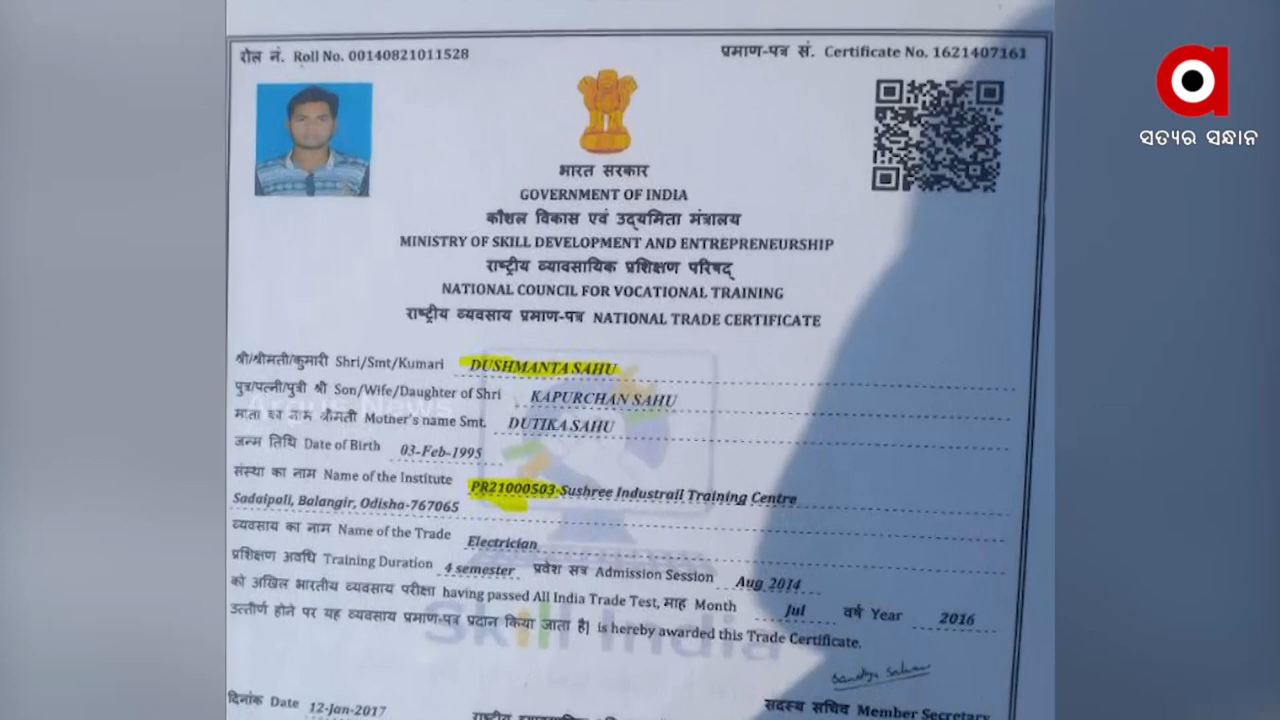 रोल नं. Roll No. 00140821011528
प्रमाण-पत्र सं. Certificate No. 1621407161
ସତ୍ୟର ସନ୍ଧାନ
भारत सरकार
GOVERNMENT OF INDIA
कौशल विकास एवं उद्यमिता मंत्रालय
MINISTRY OF SKILL DEVELOPMENT AND ENTREPRENEURSHIP
राष्ट्रीय व्यावसायिक प्रशिक्षण परिषद्
NATIONAL COUNCIL FOR VOCATIONAL TRAINING
राष्ट्रीय व्यवसाय प्रमाण-पत्र NATIONAL TRADE CERTIFICATE
श्री/श्रीमती/कुमारी Shri/Smt/Kumari DUSHMANTA SAHU
पुत्र/पत्नी/पुत्री श्री Son/Wife/Daughter of Shri KAPURCHAN SAHU
माता का नाम श्रीमती Mother's name Smt. DUTIKA SAHU
जन्म तिथि Date of Birth 03-Feb-1995
संस्था का नाम Name of the Institute PR21000503-Sushree Industrail Training Centre
Sadaipali, Balangir, Odisha-767065
व्यवसाय का नाम Name of the Trade Electrician
प्रशिक्षण अवधि Training Duration 4 semester प्रवेश सत्र Admission Session Aug 2014
को अखिल भारतीय व्यवसाय परीक्षा having passed All India Trade Test, माह Month Jul वर्ष Year 2016
उत्तीर्ण होने पर यह व्यवसाय प्रमाण-पत्र प्रदान किया जाता है| is hereby awarded this Trade Certificate.
Skill India
दिनांक Date 12-Jan-2017
सदस्य सचिव Member Secretary